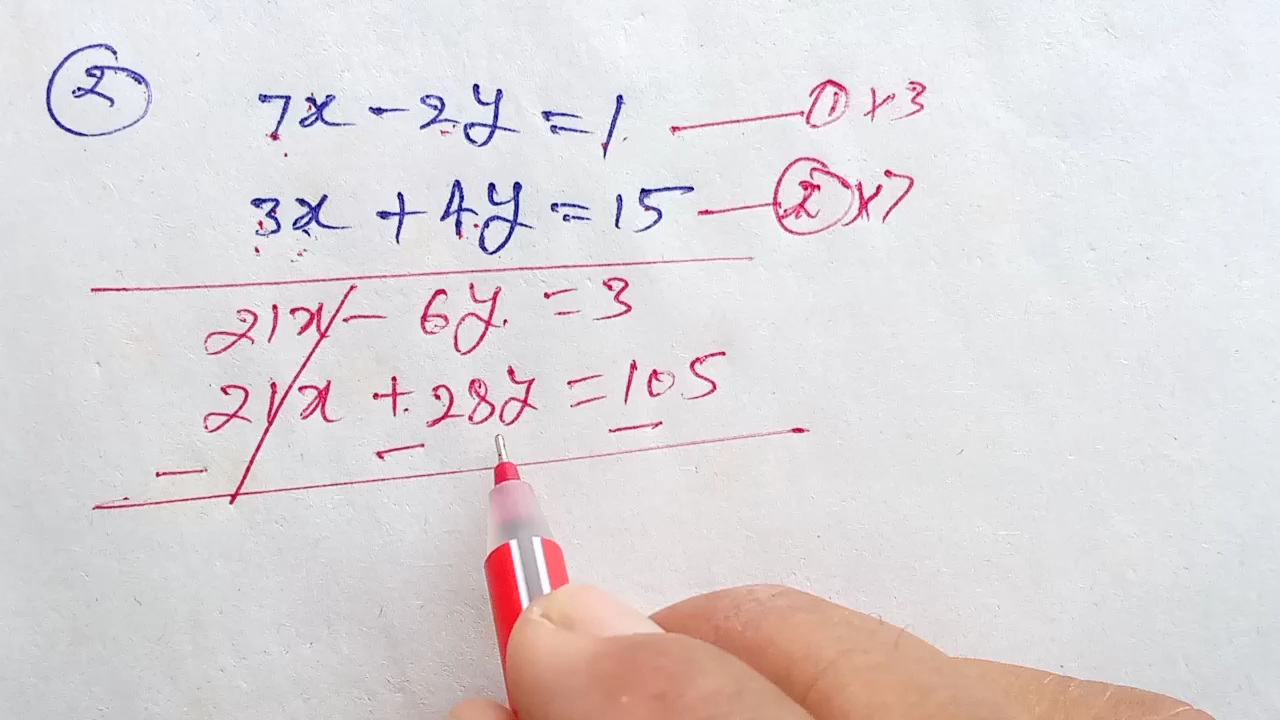 ② 7x - 2y = 1 —— ① × 3
3x + 4y = 15 —— ② × 7
21x - 6y = 3
21x + 28y = 105
- - -